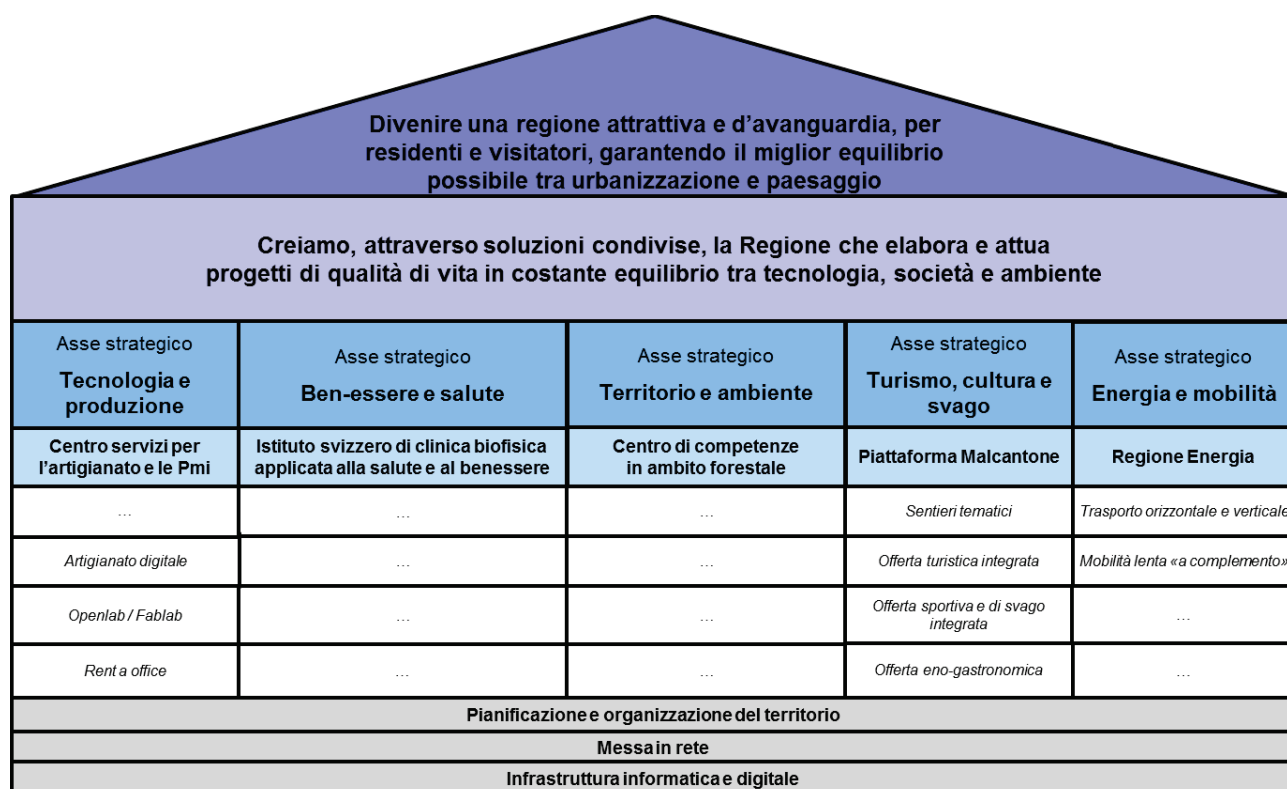 Divenire una regione attrattiva e d'avanguardia, per
residenti e visitatori, garantendo il miglior equilibrio
possibile tra urbanizzazione e paesaggio
Creiamo, attraverso soluzioni condivise, la Regione che elabora e attua
progetti di qualità di vita in costante equilibrio tra tecnologia, società e ambiente
Asse strategico
Tecnologia e
produzione
Asse strategico
Ben-essere e salute
Asse strategico
Territorio e ambiente
Asse strategico
Turismo, cultura e
svago
Asse strategico
Energia e mobilità
Centro servizi per
l'artigianato e le Pmi
Istituto svizzero di clinica biofisica
applicata alla salute e al benessere
Centro di competenze
in ambito forestale
Piattaforma Malcantone
Regione Energia
…
…
…
Sentieri tematici
Trasporto orizzontale e verticale
Artigianato digitale
…
…
Offerta turistica integrata
Mobilità lenta «a complemento»
Openlab / Fablab
…
…
Offerta sportiva e di svago
integrata
…
Rent a office
…
…
Offerta eno-gastronomica
…
Pianificazione e organizzazione del territorio
Messa in rete
Infrastruttura informatica e digitale